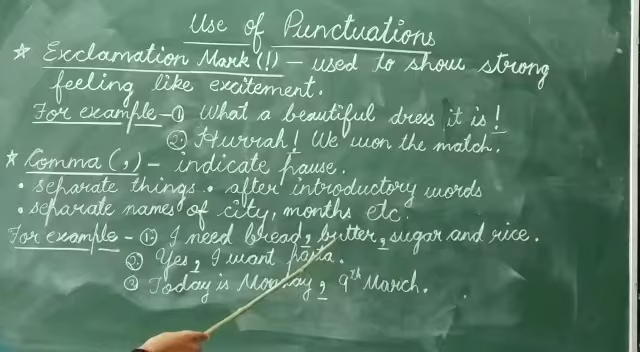 Use of Punctuations
★ Exclamation Mark (!) – used to show strong
feeling like excitement.
For example – ① What a beautiful dress it is!
② Hurrah! We won the match.
★ Comma (,) – indicate pause.
• separate things • after introductory words
• separate names of city, months etc.
For example – ① I need bread, butter, sugar and rice.
② Yes, I want pasta.
③ Today is Monday, 9th March.